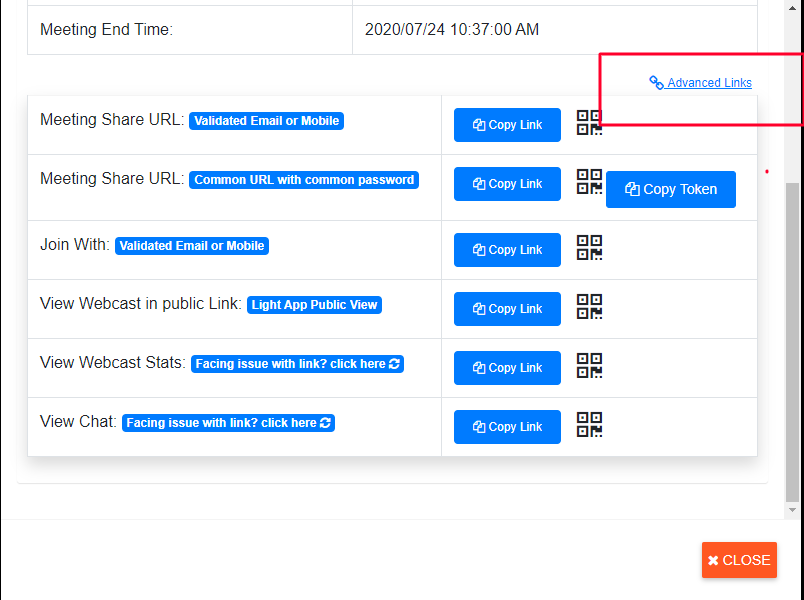 Meeting End Time: 2020/07/24 10:37:00 AM
Advanced Links
Meeting Share URL: Validated Email or Mobile Copy Link
Meeting Share URL: Common URL with common password Copy Link Copy Token
Join With: Validated Email or Mobile Copy Link
View Webcast in public Link: Light App Public View Copy Link
View Webcast Stats: Facing issue with link? click here Copy Link
View Chat: Facing issue with link? click here Copy Link
CLOSE